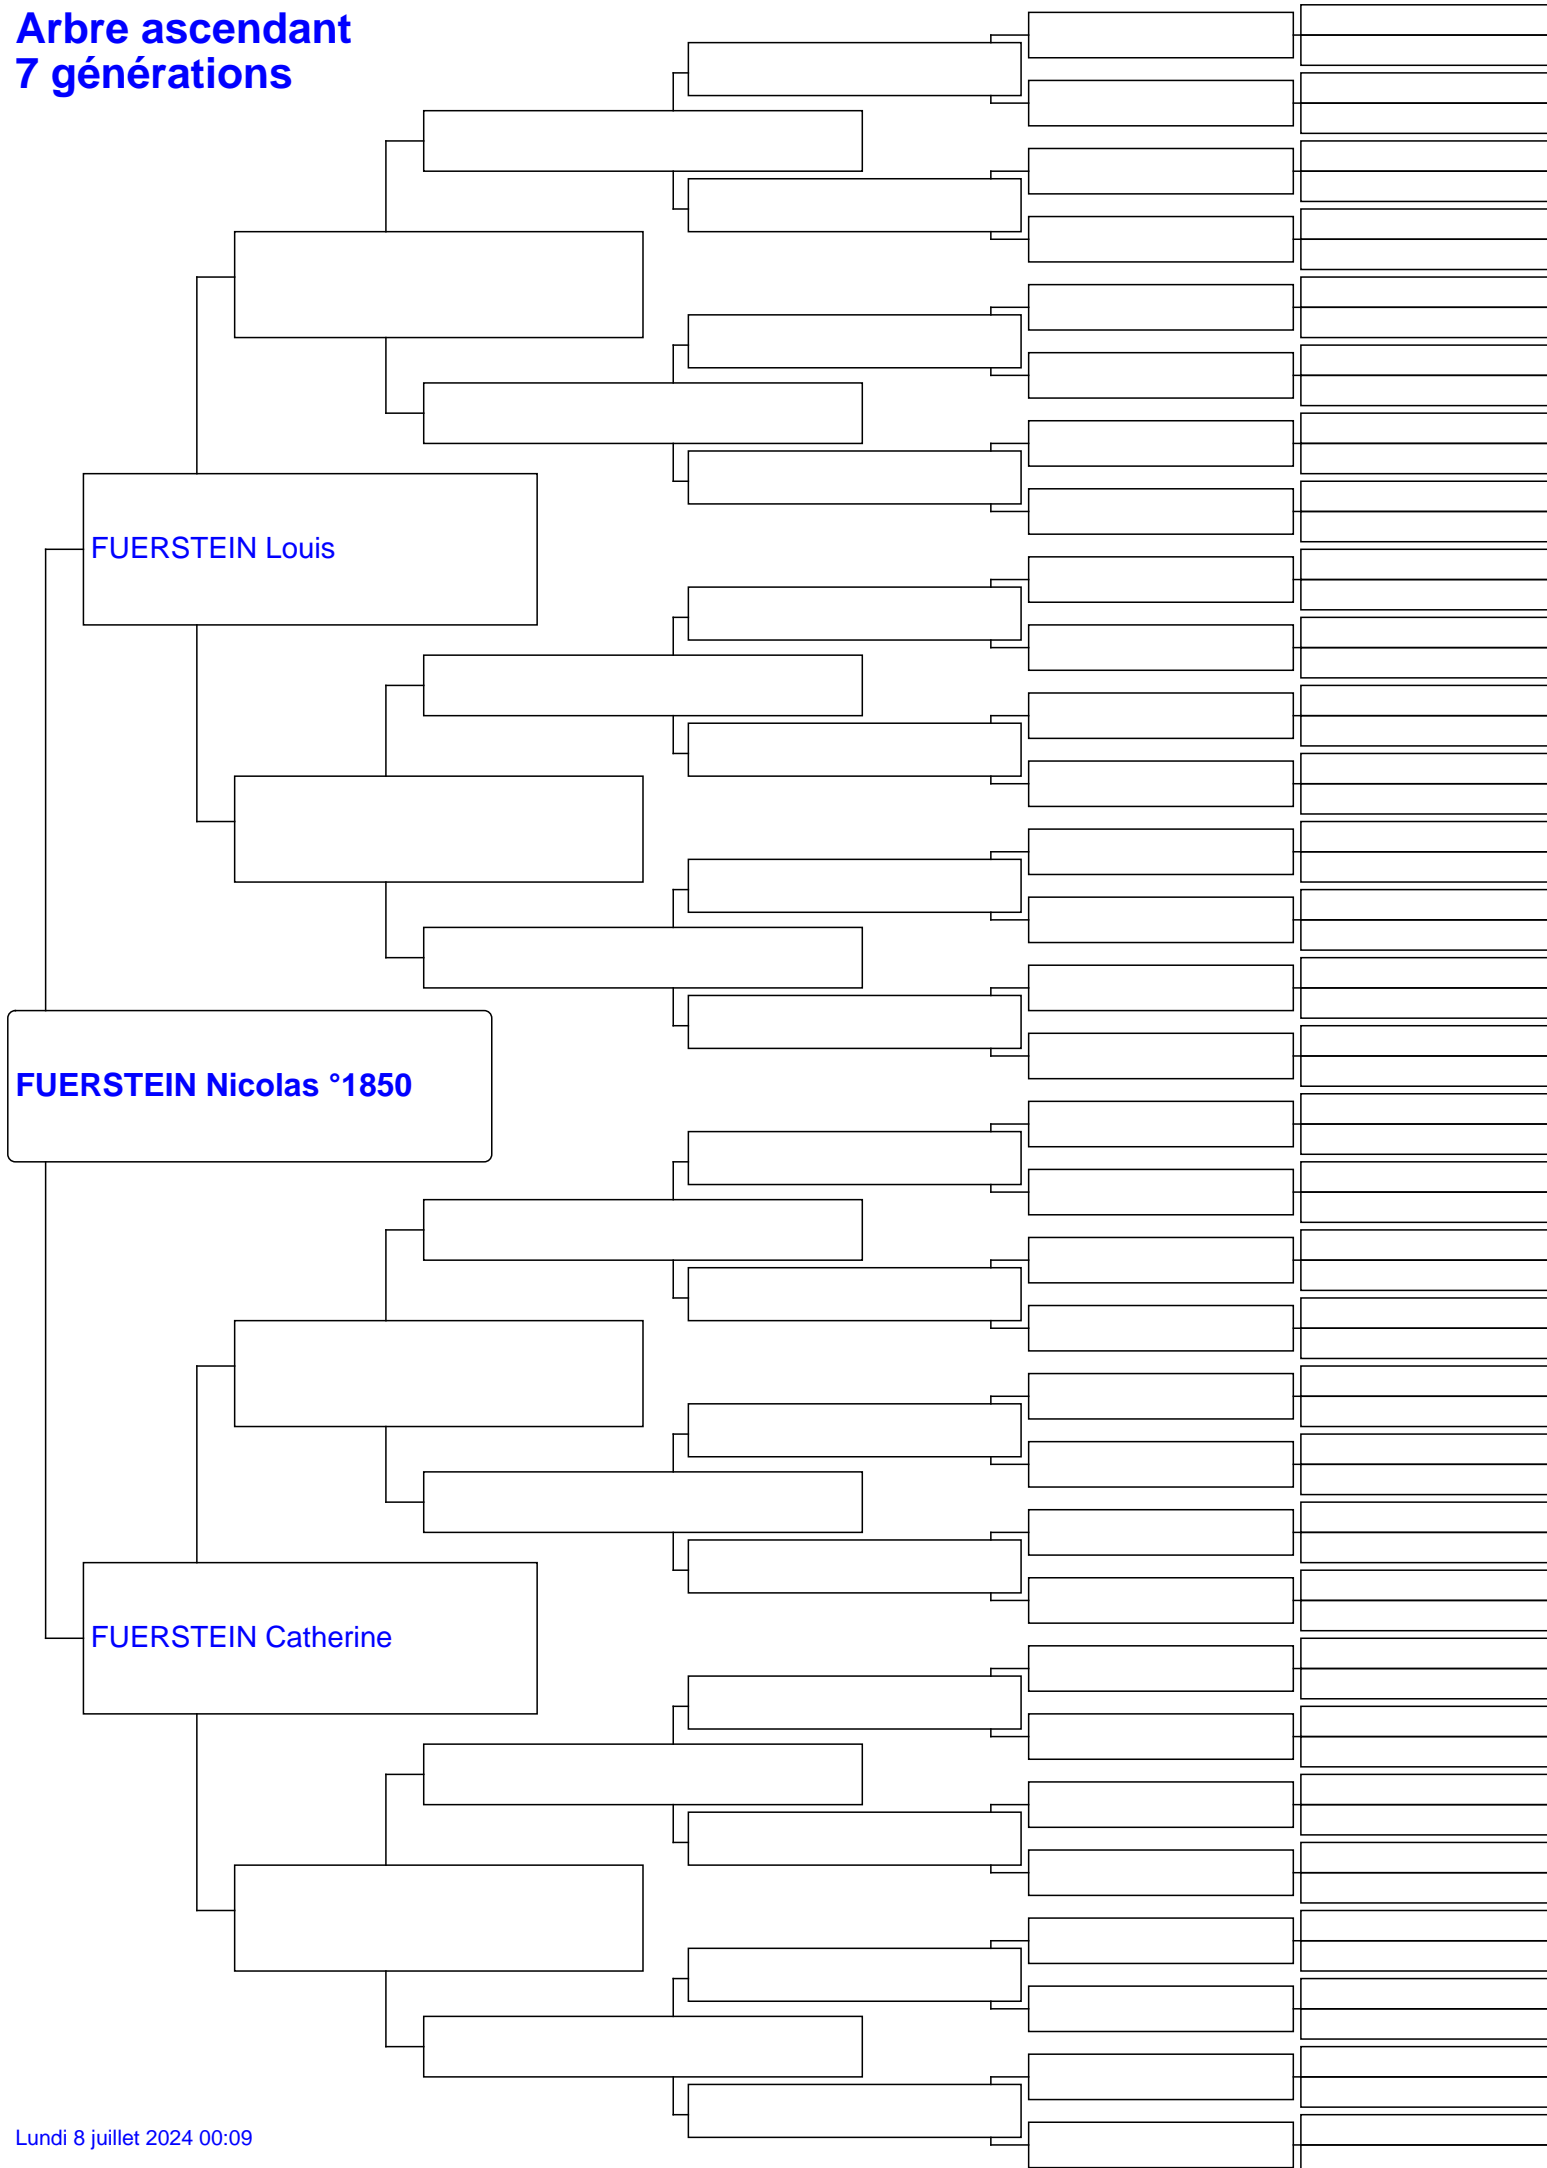 Arbre ascendant
7 générations
FUERSTEIN Louis
FUERSTEIN Nicolas °1850
FUERSTEIN Catherine
Lundi 8 juillet 2024 00:09